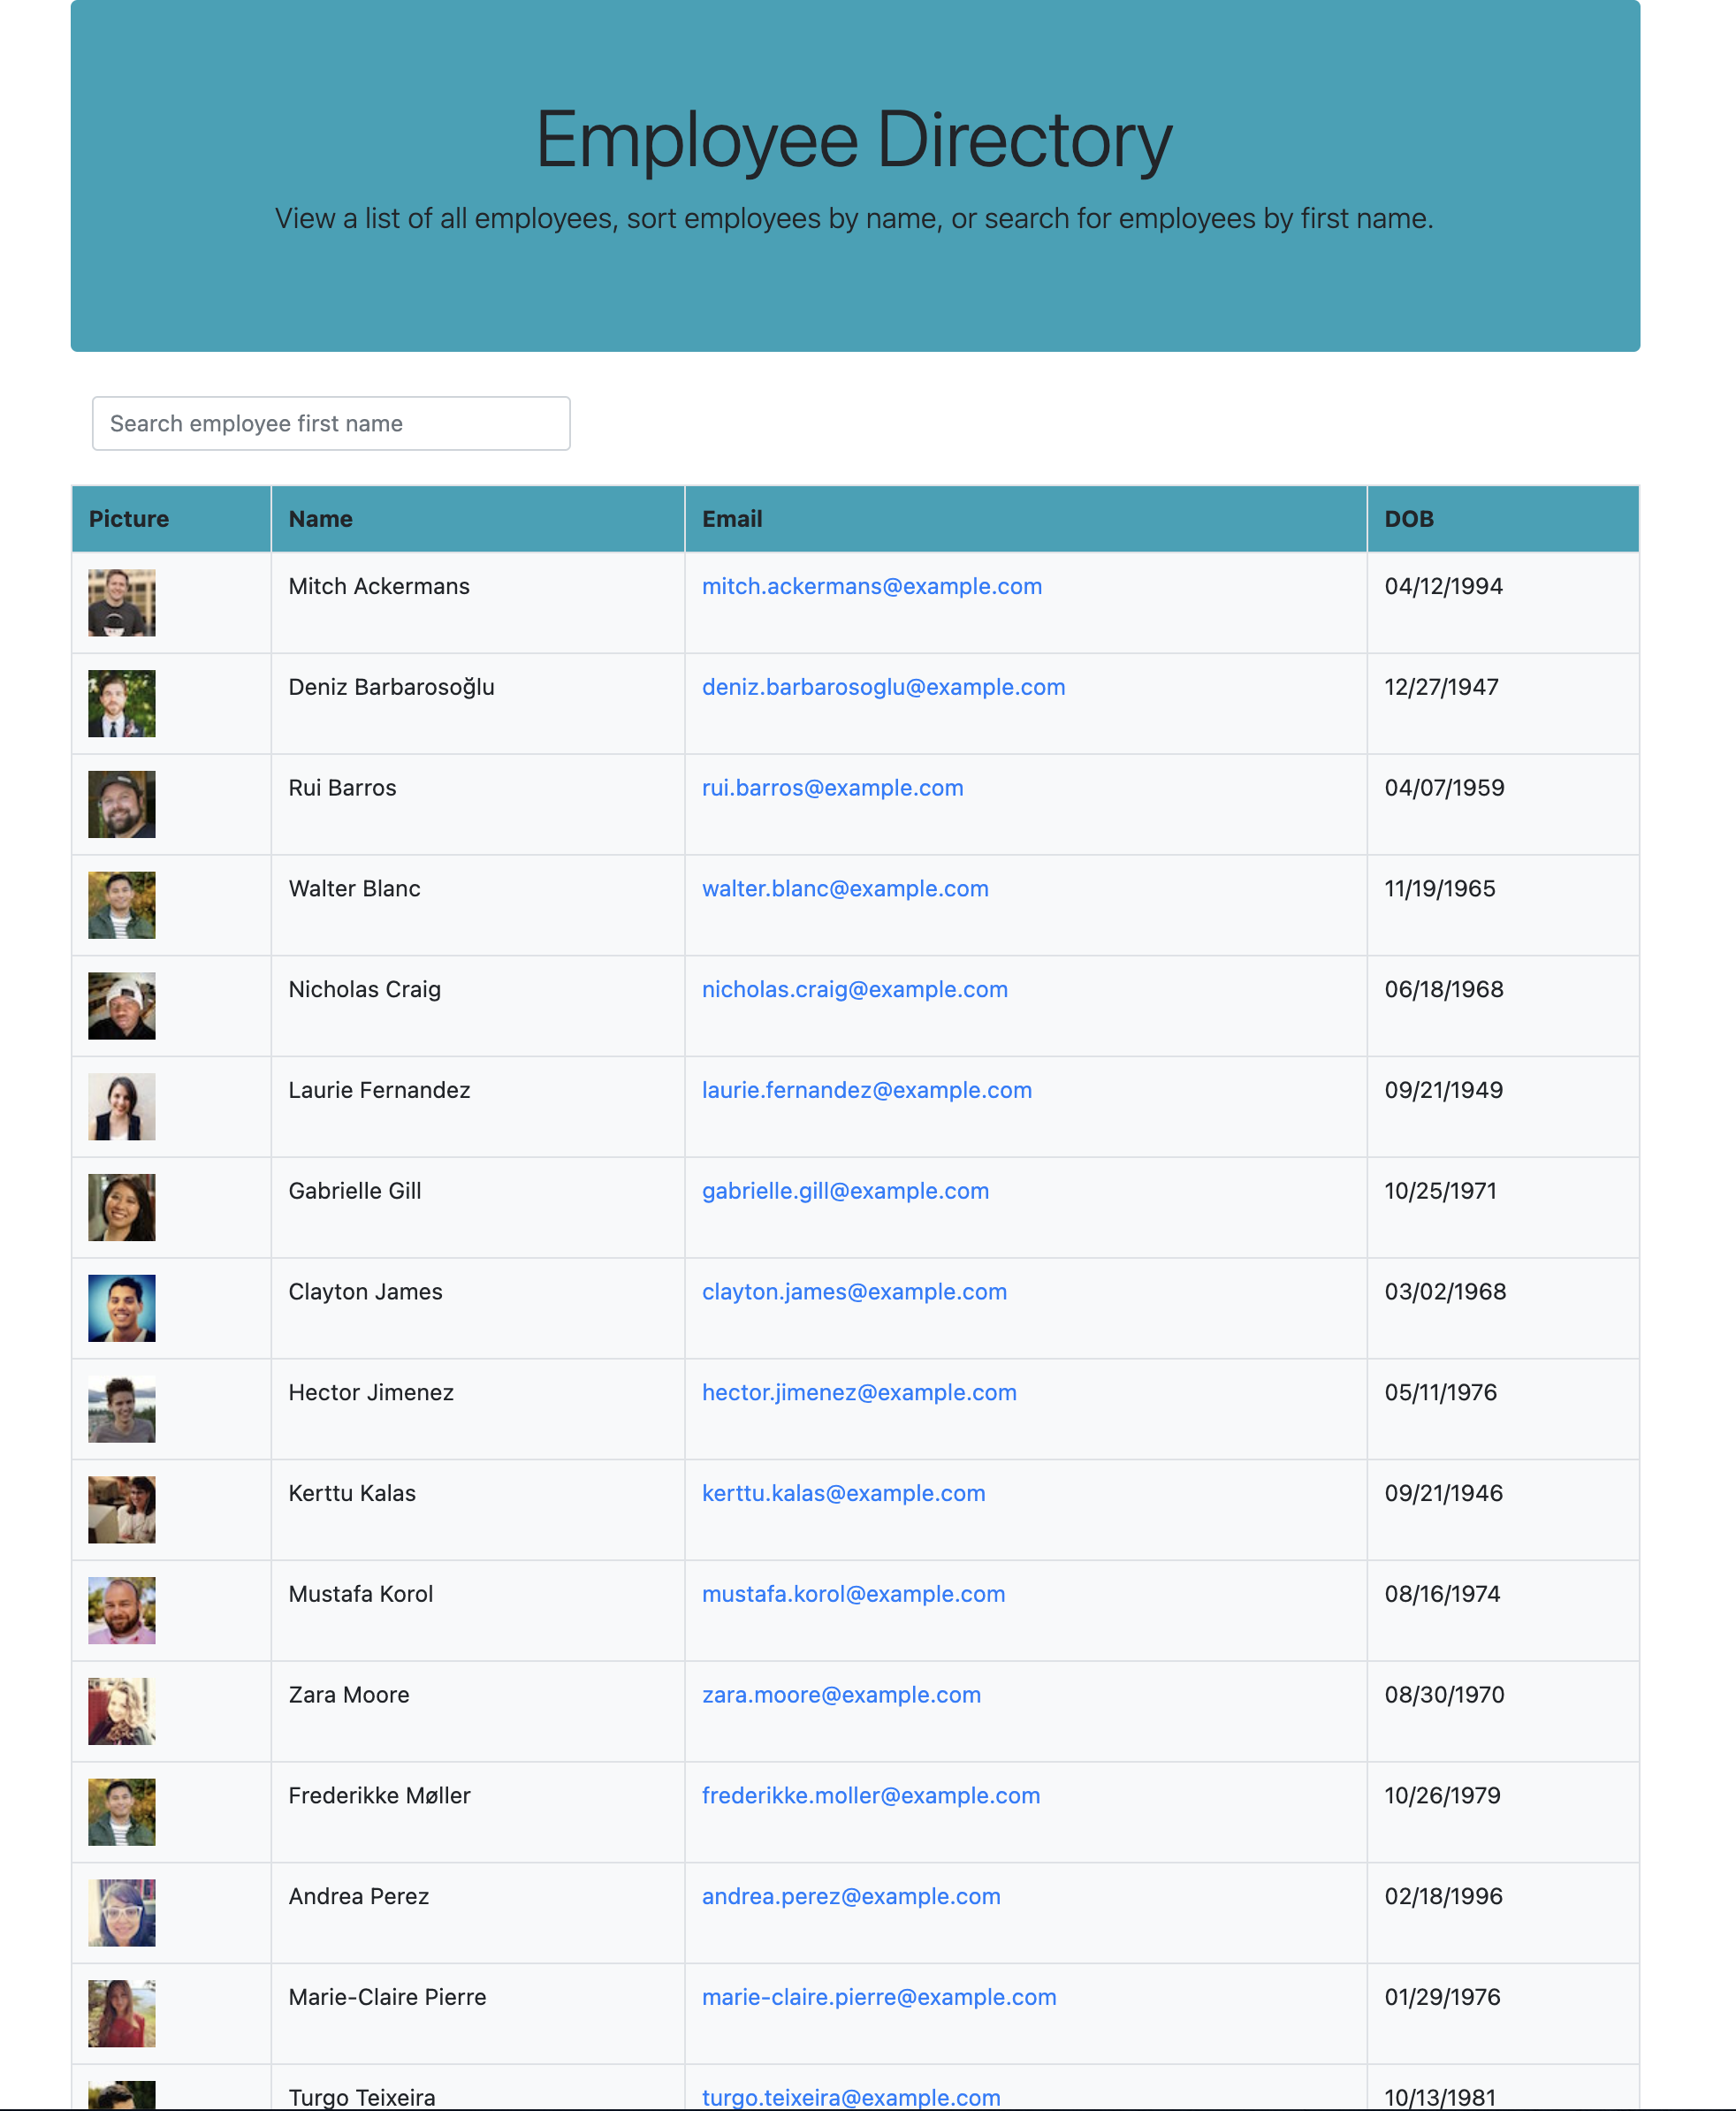 Employee Directory
View a list of all employees, sort employees by name, or search for employees by first name.
Search employee first name
Picture Name Email DOB
Mitch Ackermans mitch.ackermans@example.com 04/12/1994
Deniz Barbarosoğlu deniz.barbarosoglu@example.com 12/27/1947
Rui Barros rui.barros@example.com 04/07/1959
Walter Blanc walter.blanc@example.com 11/19/1965
Nicholas Craig nicholas.craig@example.com 06/18/1968
Laurie Fernandez laurie.fernandez@example.com 09/21/1949
Gabrielle Gill gabrielle.gill@example.com 10/25/1971
Clayton James clayton.james@example.com 03/02/1968
Hector Jimenez hector.jimenez@example.com 05/11/1976
Kerttu Kalas kerttu.kalas@example.com 09/21/1946
Mustafa Korol mustafa.korol@example.com 08/16/1974
Zara Moore zara.moore@example.com 08/30/1970
Frederikke Møller frederikke.moller@example.com 10/26/1979
Andrea Perez andrea.perez@example.com 02/18/1996
Marie-Claire Pierre marie-claire.pierre@example.com 01/29/1976
Turgo Teixeira turgo.teixeira@example.com 10/13/1981